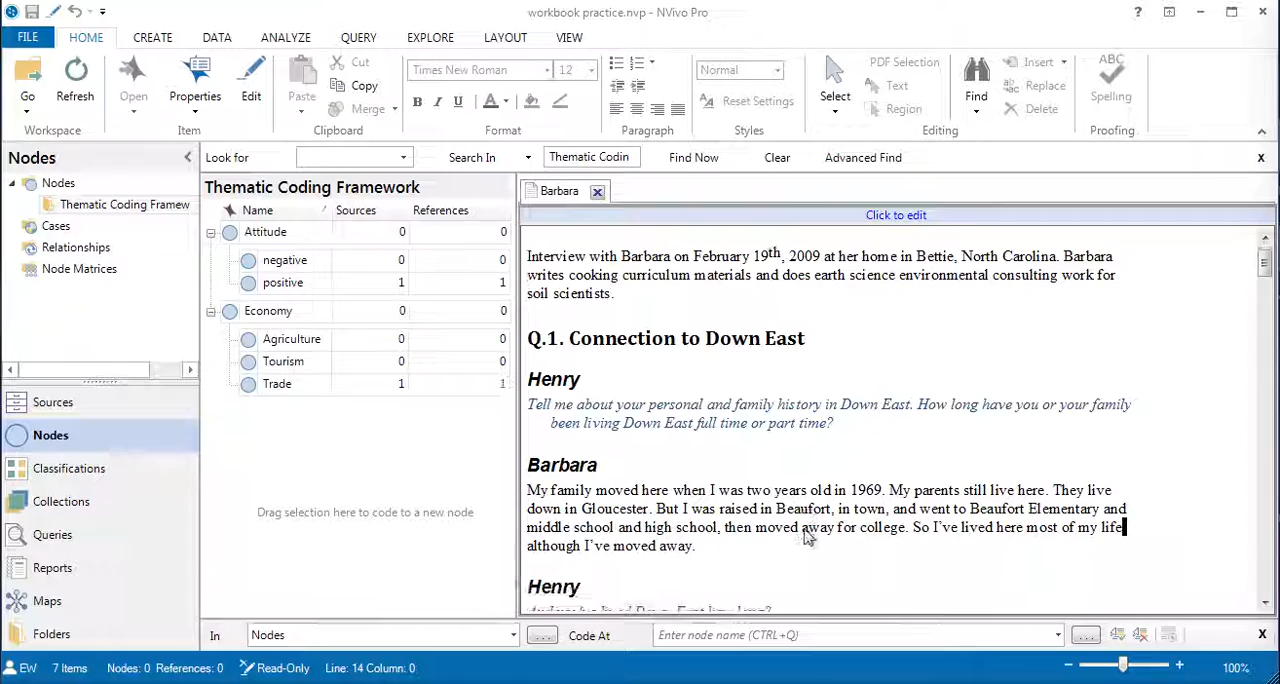 workbook practice.nvp - NVivo Pro
FILE HOME CREATE DATA ANALYZE QUERY EXPLORE LAYOUT VIEW
Go Refresh Open Properties Edit Paste Cut Copy Merge
Times New Roman 12
B I U A
Normal
Reset Settings
Select PDF Selection Text Region Find Insert Replace Delete
ABC
Spelling
Workspace Item Clipboard Format Paragraph Styles Editing Proofing
Nodes
Look for Search In Thematic Codin Find Now Clear Advanced Find x
Nodes
Thematic Coding Framew
Cases
Relationships
Node Matrices
Sources
Nodes
Classifications
Collections
Queries
Reports
Maps
Folders
Thematic Coding Framework
Name Sources References
Attitude 0 0
negative 0 0
positive 1 1
Economy 0 0
Agriculture 0 0
Tourism 0 0
Trade 1 1
Drag selection here to code to a new node
Barbara
Click to edit
Interview with Barbara on February 19th, 2009 at her home in Bettie, North Carolina. Barbara
writes cooking curriculum materials and does earth science environmental consulting work for
soil scientists.
Q.1. Connection to Down East
Henry
Tell me about your personal and family history in Down East. How long have you or your family
been living Down East full time or part time?
Barbara
My family moved here when I was two years old in 1969. My parents still live here. They live
down in Gloucester. But I was raised in Beaufort, in town, and went to Beaufort Elementary and
middle school and high school, then moved away for college. So I've lived here most of my life
although I've moved away.
Henry
In Nodes ... Code At Enter node name (CTRL+Q) ... x
EW 7 Items Nodes: 0 References: 0 Read-Only Line: 14 Column: 0 100%